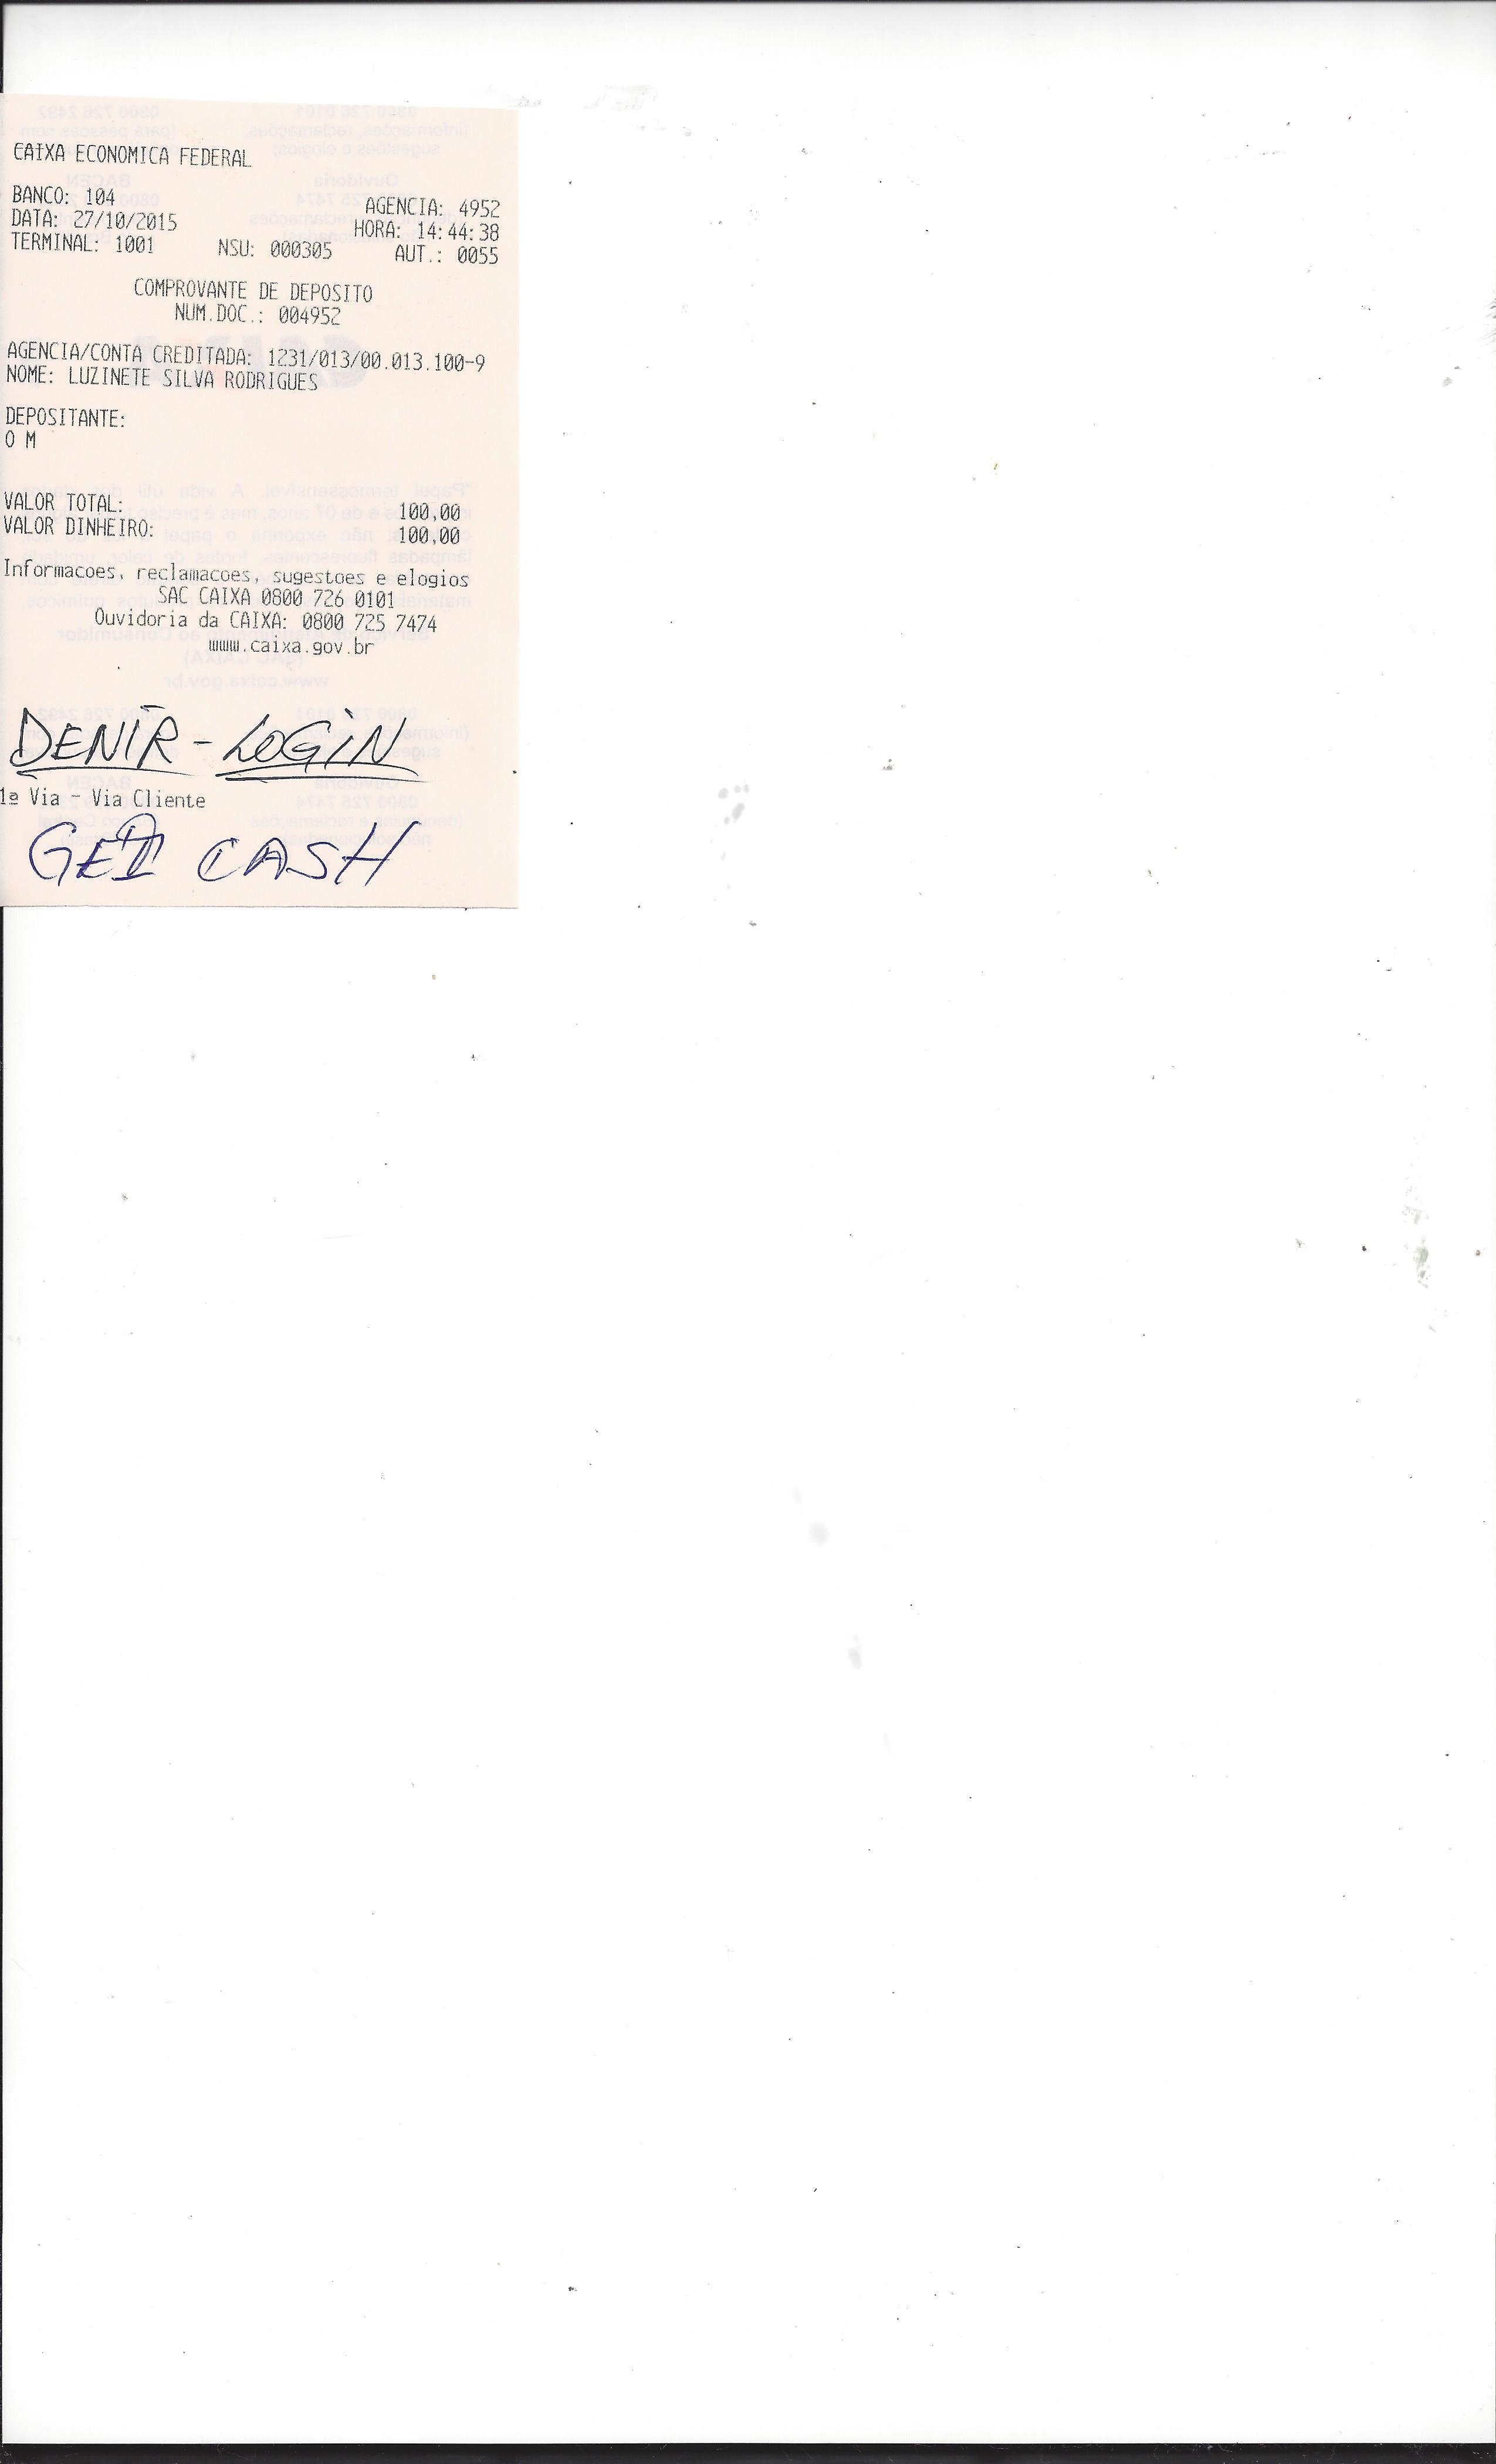 CAIXA ECONOMICA FEDERAL
BANCO: 104 AGENCIA: 4952
DATA: 27/10/2015 HORA: 14:44:38
TERMINAL: 1001 NSU: 000305 AUT.: 0055
COMPROVANTE DE DEPOSITO
NUM.DOC.: 004952
AGENCIA/CONTA CREDITADA: 1231/013/00.013.100-9
NOME: LUZINETE SILVA RODRIGUES
DEPOSITANTE:
O M
VALOR TOTAL: 100,00
VALOR DINHEIRO: 100,00
Informacoes, reclamacoes, sugestoes e elogios
SAC CAIXA 0800 726 0101
Ouvidoria da CAIXA: 0800 725 7474
www.caixa.gov.br
DENIR - LOGIN
1ª Via - Via Cliente
CASH